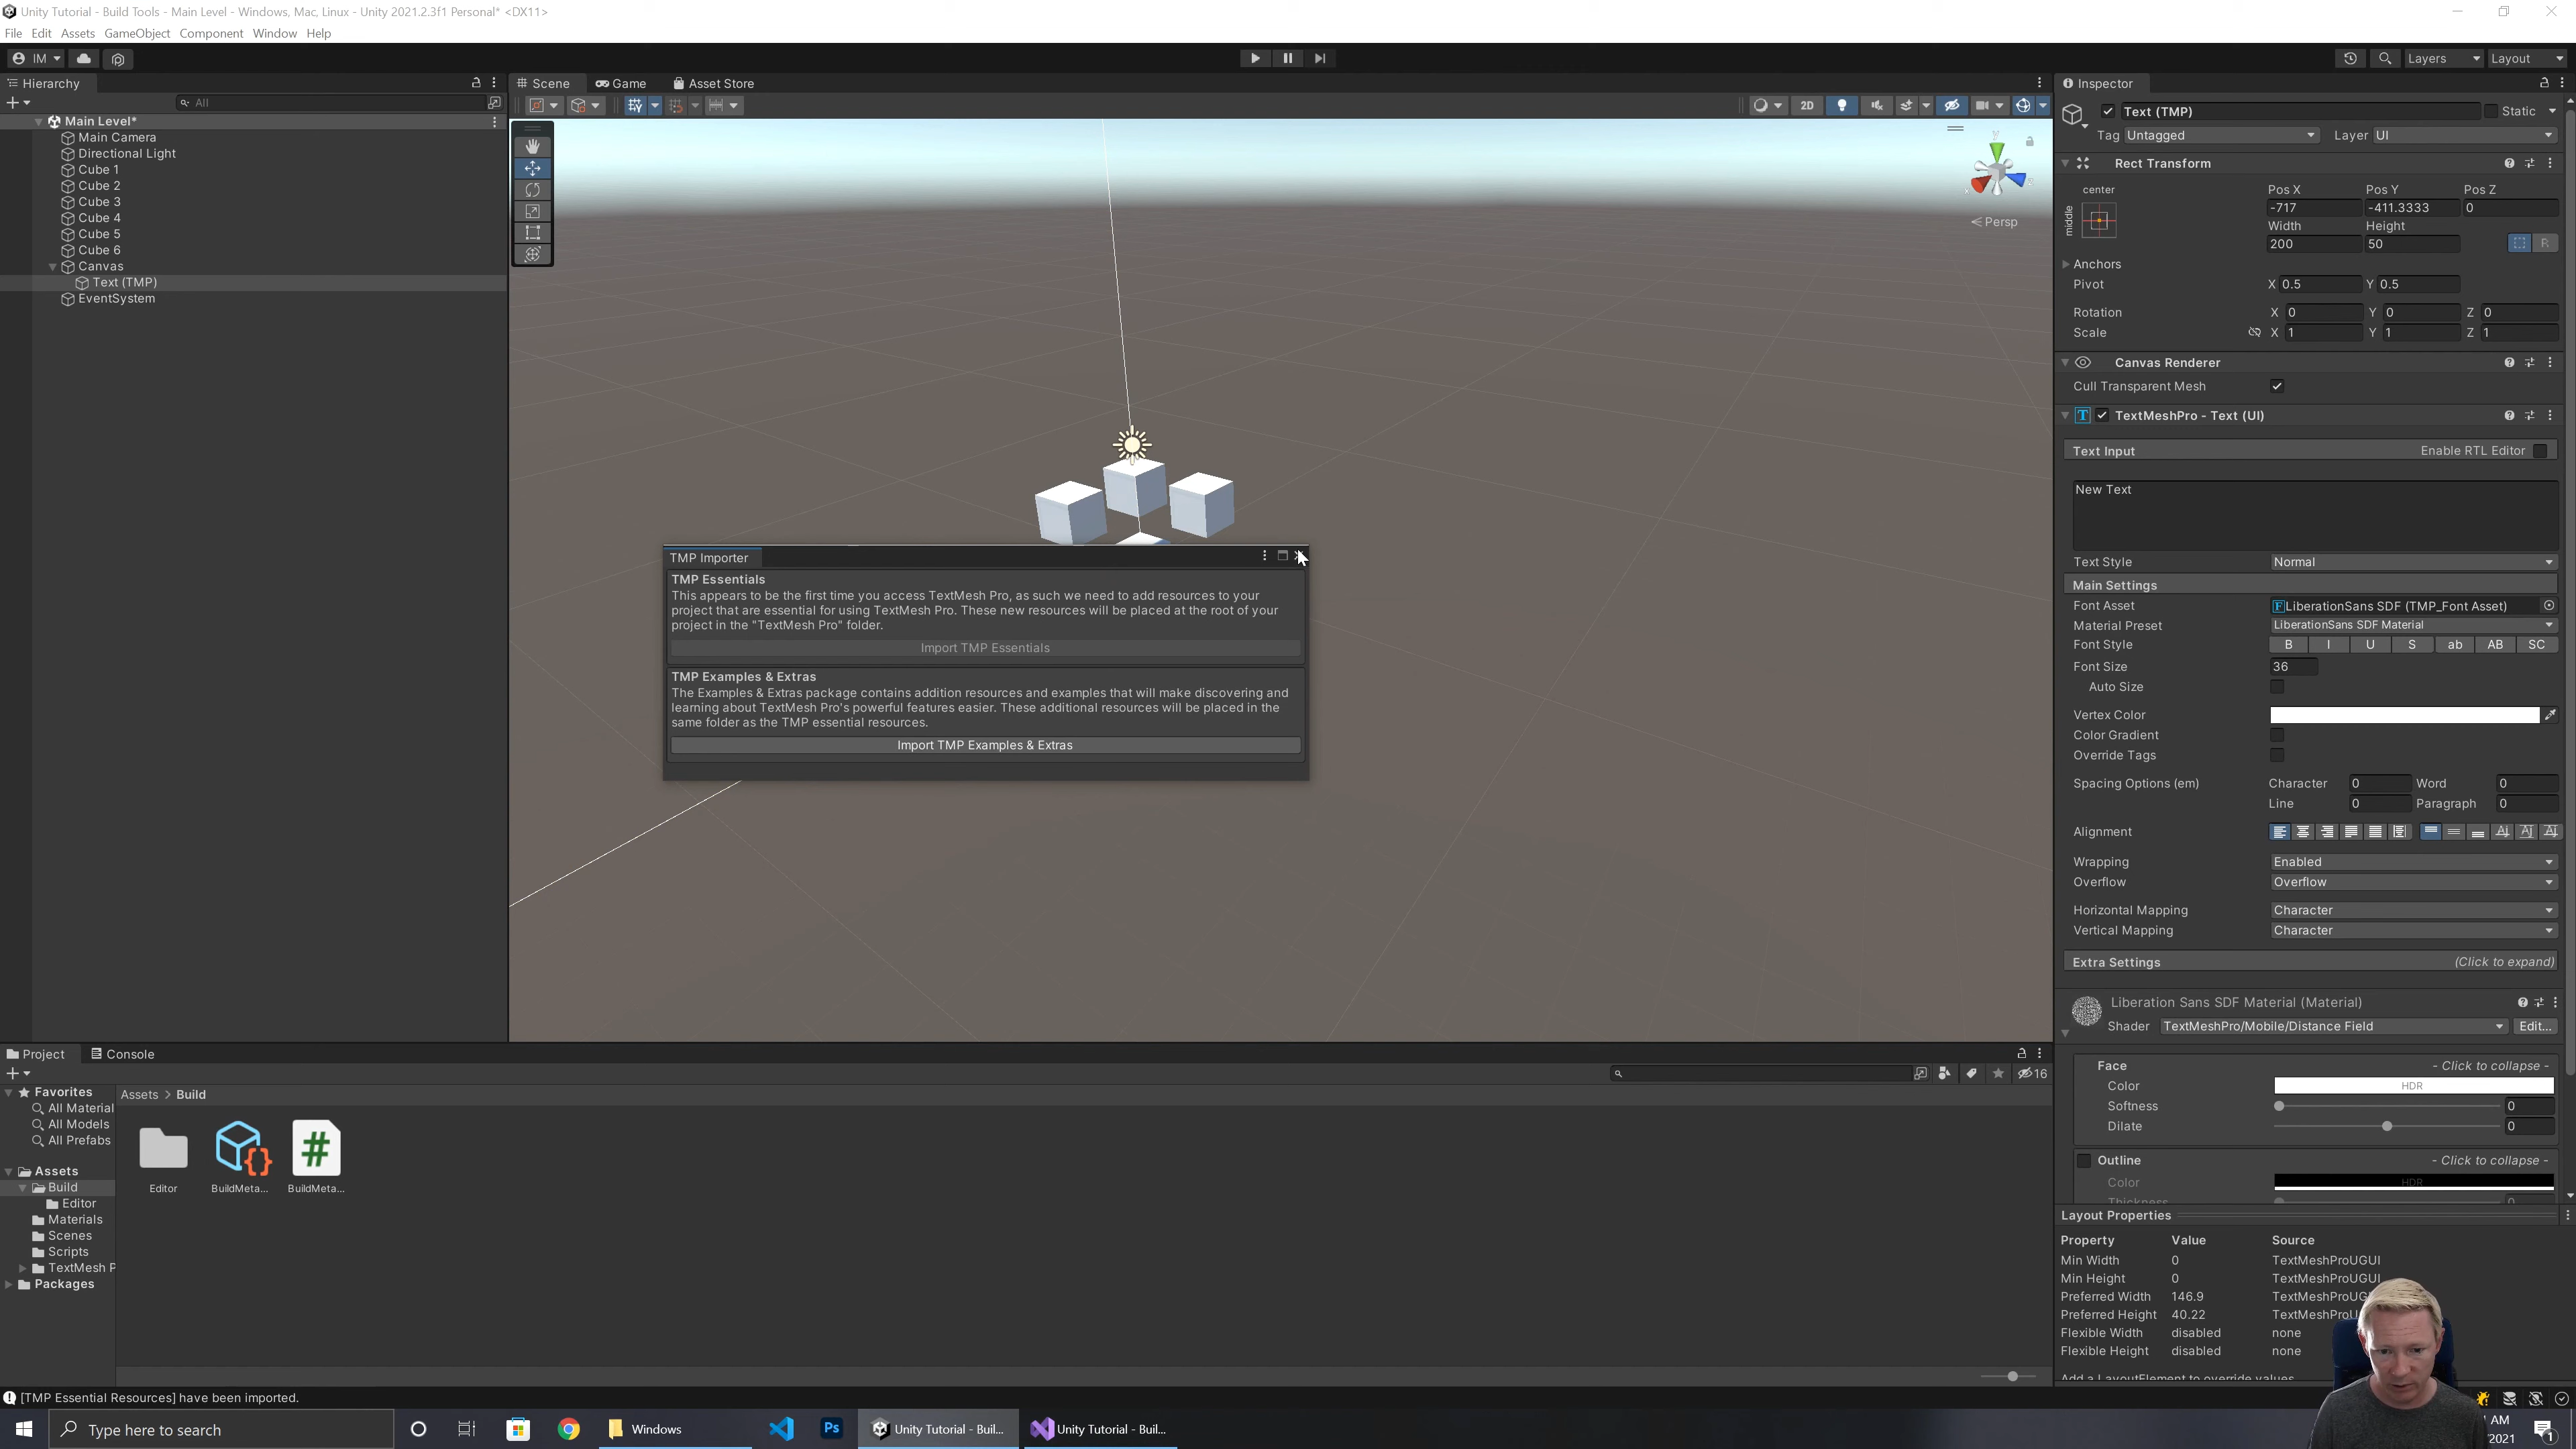 Unity Tutorial - Build Tools - Main Level - Windows, Mac, Linux - Unity 2021.2.3f1 Personal* <DX11>
File Edit Assets GameObject Component Window Help
IM Layers Layout
Hierarchy
All
Main Level*
Main Camera
Directional Light
Cube 1
Cube 2
Cube 3
Cube 4
Cube 5
Cube 6
Canvas
Text (TMP)
EventSystem
Scene Game Asset Store
2D
Persp
TMP Importer
TMP Essentials
This appears to be the first time you access TextMesh Pro, as such we need to add resources to your
project that are essential for using TextMesh Pro. These new resources will be placed at the root of your
project in the "TextMesh Pro" folder.
Import TMP Essentials
TMP Examples & Extras
The Examples & Extras package contains addition resources and examples that will make discovering and
learning about TextMesh Pro's powerful features easier. These additional resources will be placed in the
same folder as the TMP essential resources.
Import TMP Examples & Extras
Inspector
Text (TMP) Static
Tag Untagged Layer UI
Rect Transform
center
middle
Pos X Pos Y Pos Z
-717 -411.3333 0
Width Height
200 50 R
Anchors
Pivot X 0.5 Y 0.5
Rotation X 0 Y 0 Z 0
Scale X 1 Y 1 Z 1
Canvas Renderer
Cull Transparent Mesh
TextMeshPro - Text (UI)
Text Input Enable RTL Editor
New Text
Text Style Normal
Main Settings
Font Asset LiberationSans SDF (TMP_Font Asset)
Material Preset LiberationSans SDF Material
Font Style B I U S ab AB SC
Font Size 36
Auto Size
Vertex Color
Color Gradient
Override Tags
Spacing Options (em) Character 0 Word 0
Line 0 Paragraph 0
Alignment
Wrapping Enabled
Overflow Overflow
Horizontal Mapping Character
Vertical Mapping Character
Extra Settings (Click to expand)
Liberation Sans SDF Material (Material)
Shader TextMeshPro/Mobile/Distance Field Edit...
Face - Click to collapse -
Color HDR
Softness 0
Dilate 0
Outline - Click to collapse -
Color HDR
Thickness 0
Layout Properties
Property Value Source
Min Width 0 TextMeshProUGUI
Min Height 0 TextMeshProUGUI
Preferred Width 146.9 TextMeshProUG
Preferred Height 40.22 TextMeshProU
Flexible Width disabled none
Flexible Height disabled none
Add a LayoutElement to override values
Project Console
16
Favorites
All Material
All Models
All Prefabs
Assets
Build
Editor
Materials
Scenes
Scripts
TextMesh P
Packages
Assets > Build
Editor BuildMeta... BuildMeta...
[TMP Essential Resources] have been imported.
Type here to search
Windows
Ps
Unity Tutorial - Buil...
Unity Tutorial - Buil...
AM
/2021
1